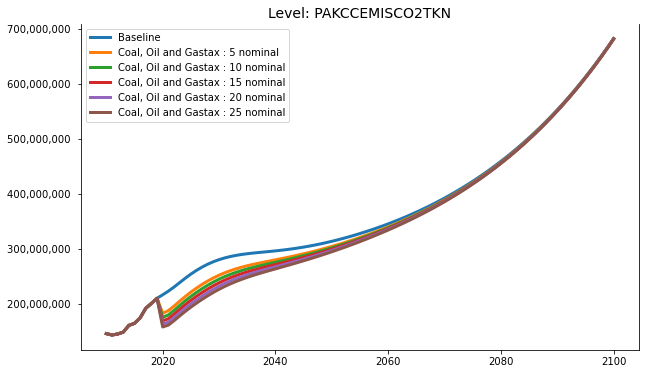 Level: PAKCCEMISCO2TKN
700,000,000
600,000,000
500,000,000
400,000,000
300,000,000
200,000,000
Baseline
Coal, Oil and Gastax : 5 nominal
Coal, Oil and Gastax : 10 nominal
Coal, Oil and Gastax : 15 nominal
Coal, Oil and Gastax : 20 nominal
Coal, Oil and Gastax : 25 nominal
2020 2040 2060 2080 2100